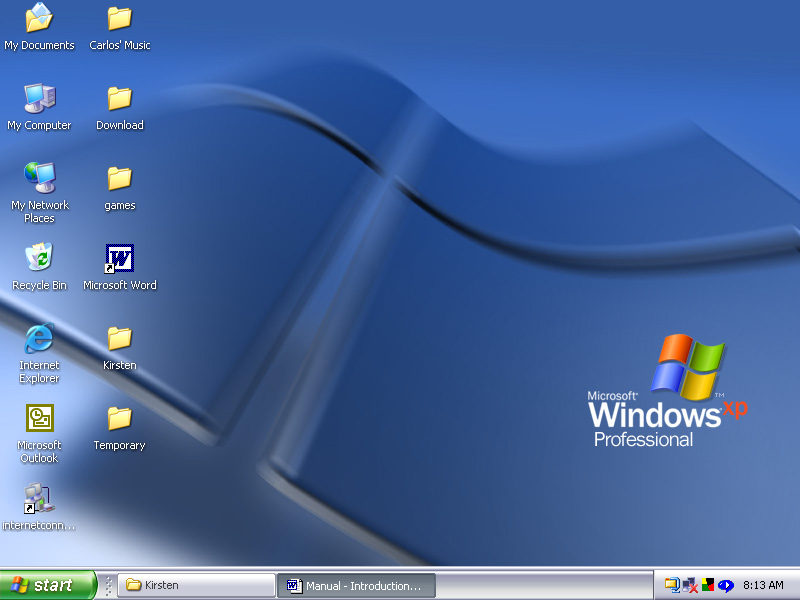 My Documents
Carlos' Music
My Computer
Download
My Network
Places
games
Recycle Bin
Microsoft Word
Internet
Explorer
Kirsten
Microsoft
Outlook
Temporary
internetconn...
Microsoft®
Windows xp
TM
Professional
start
Kirsten
Manual - Introduction...
8:13 AM